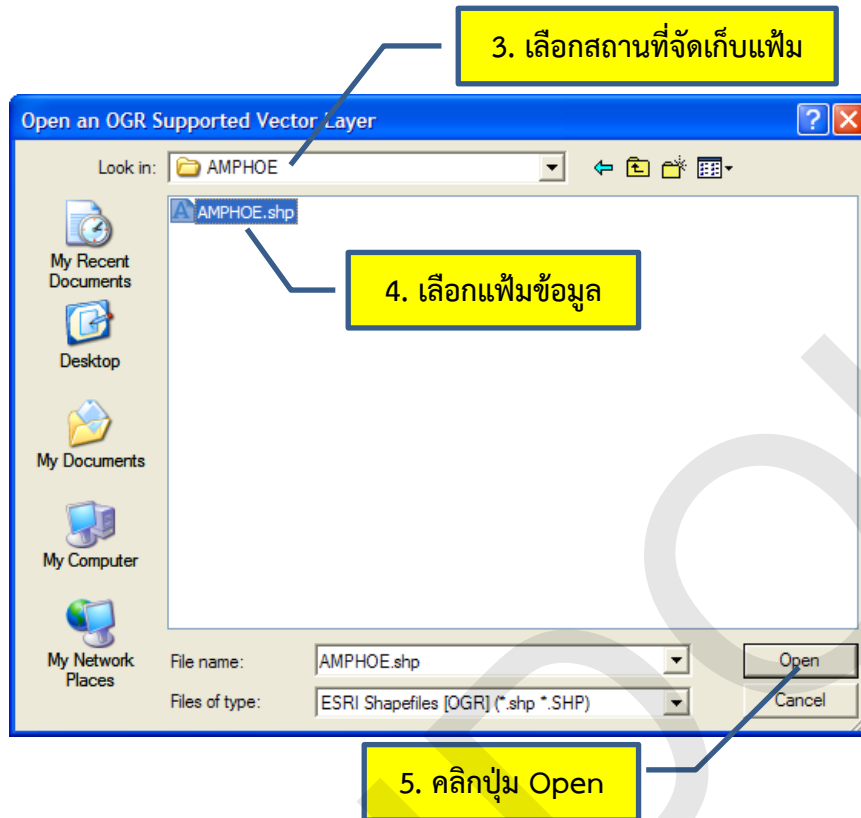 3. เลือกสถานที่จัดเก็บแฟ้ม
Open an OGR Supported Vector Layer
Look in:
AMPHOE
AMPHOE.shp
My Recent
Documents
4. เลือกแฟ้มข้อมูล
Desktop
My Documents
My Computer
My Network
Places
File name:
AMPHOE.shp
Open
Files of type:
ESRI Shapefiles [OGR] (*.shp *.SHP)
Cancel
5. คลิกปุ่ม Open